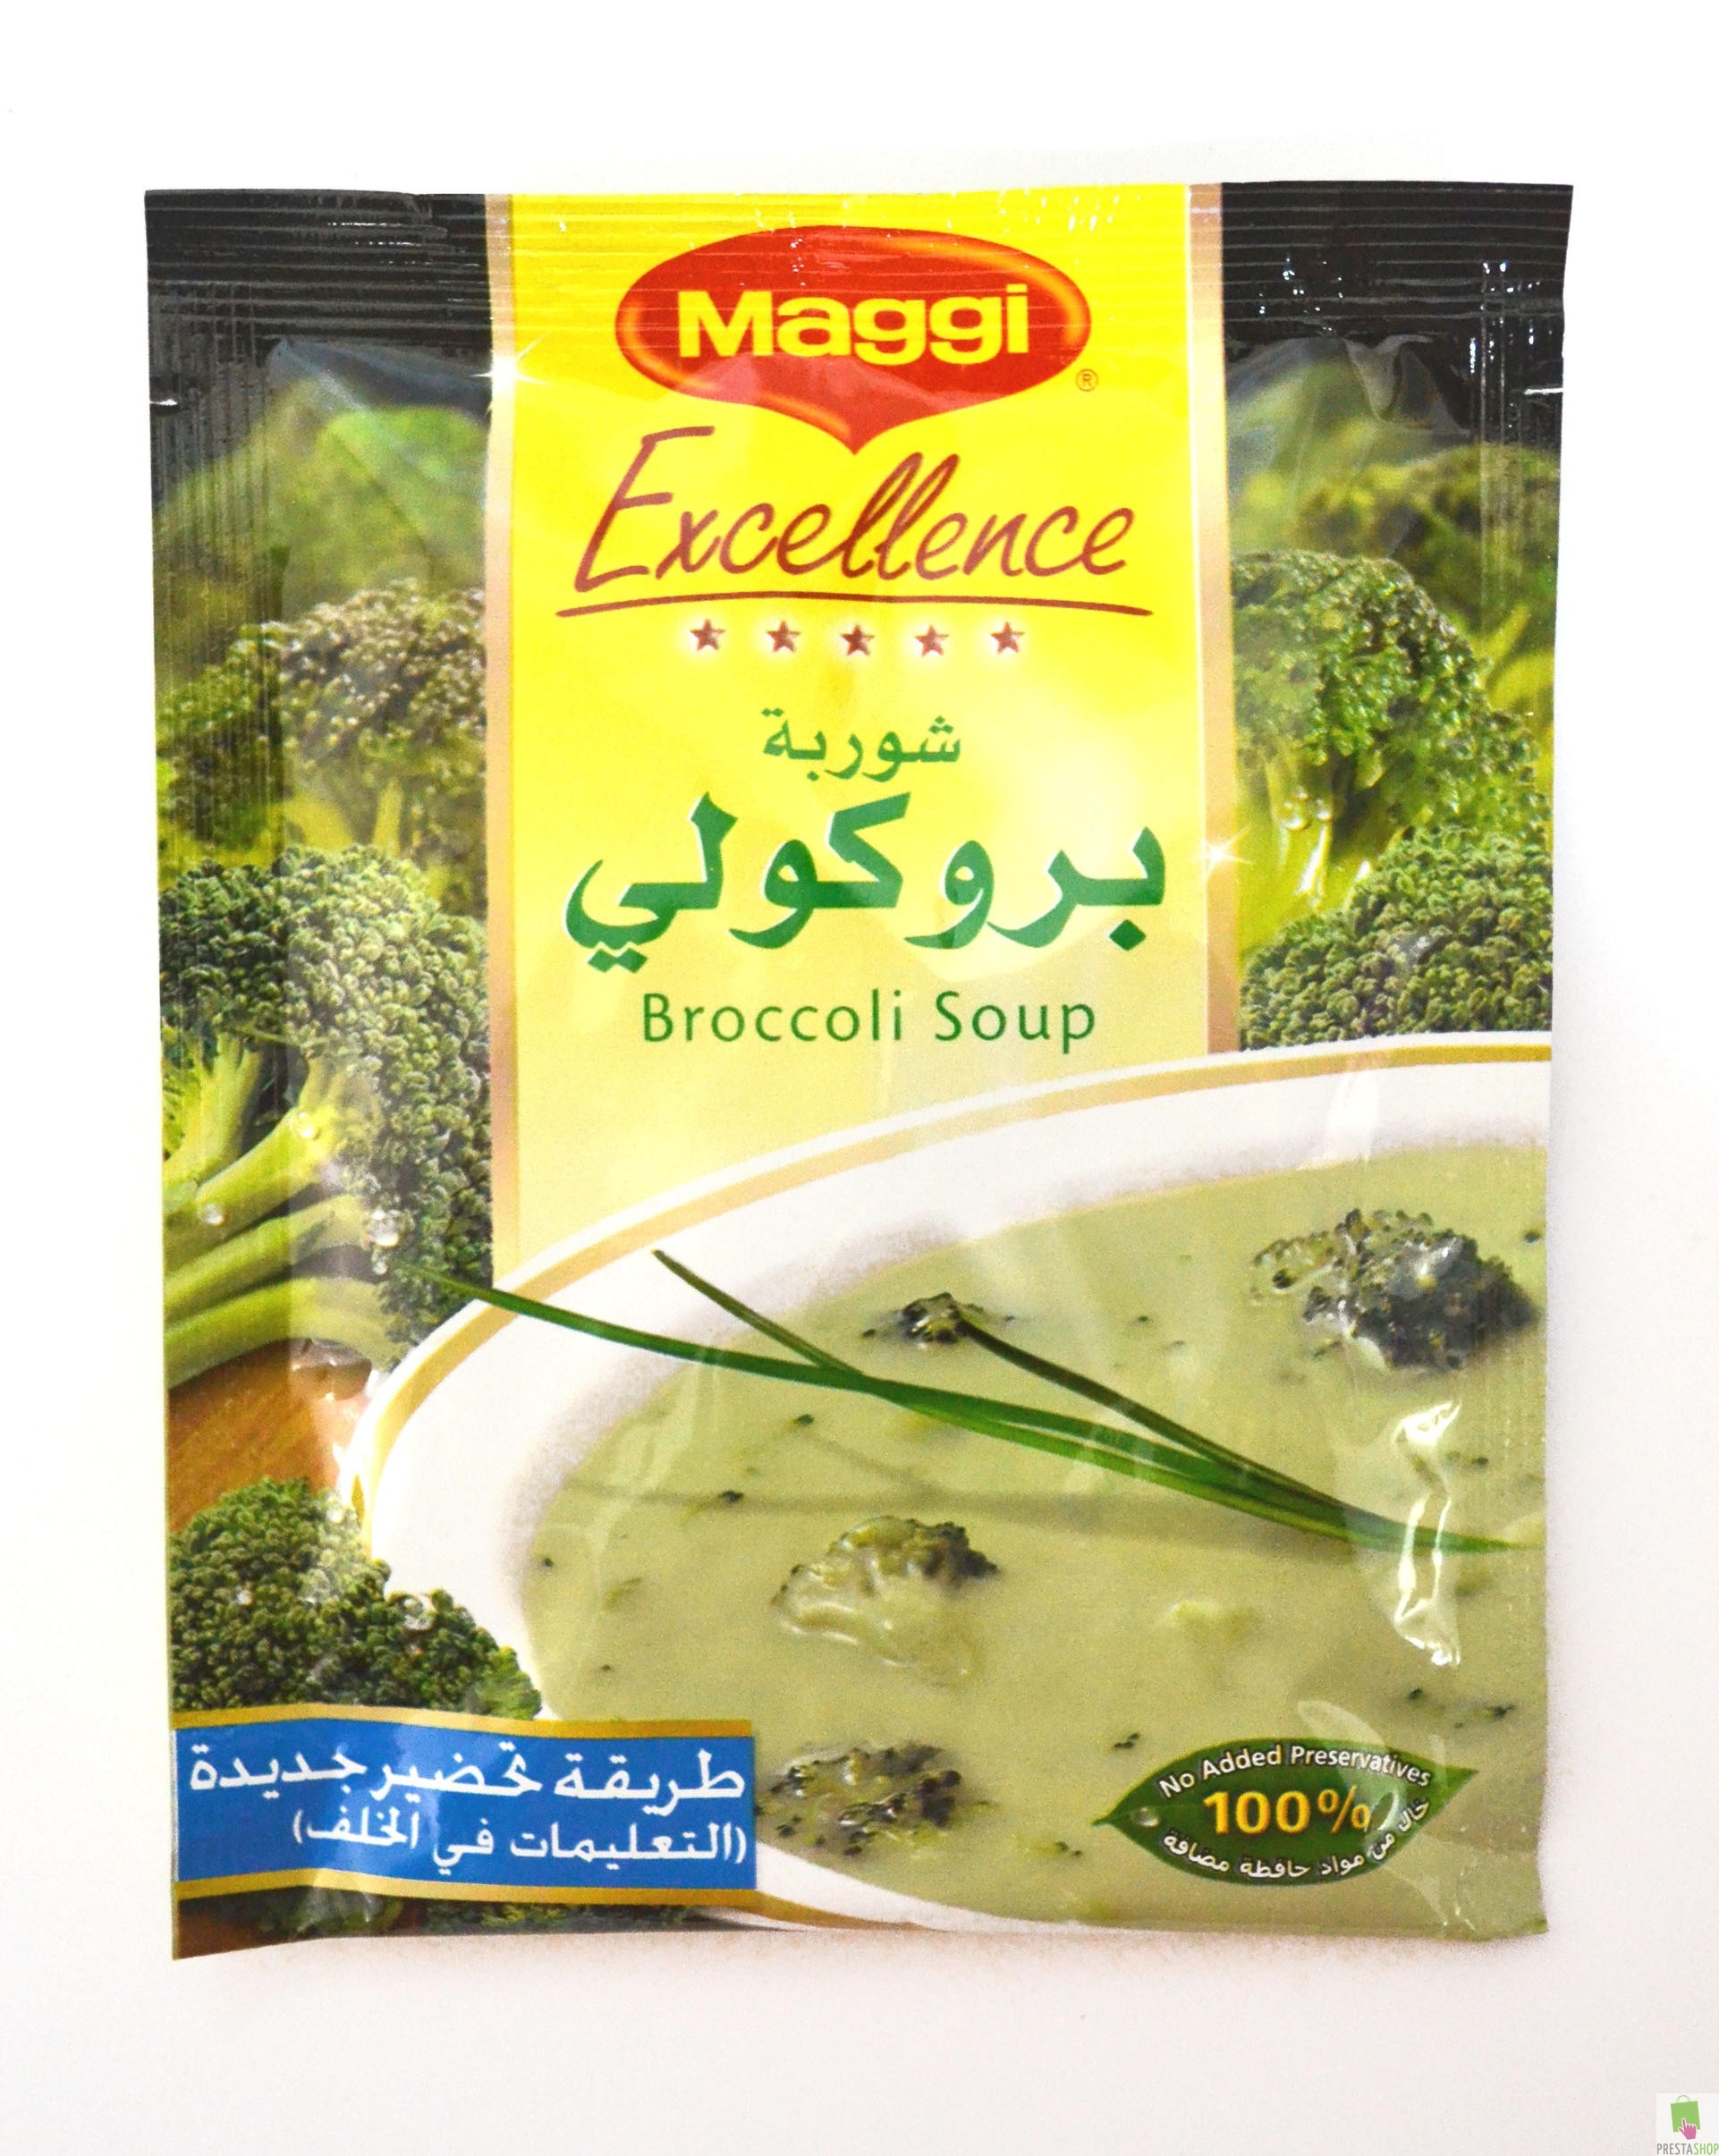 Maggi
®
Excellence
شوربة
بروكولي
Broccoli Soup
طريقة تحضير جديدة
(التعليمات في الخلف)
No Added Preservatives
100%
خال من مواد حافظة مضافة
PRESTASHOP